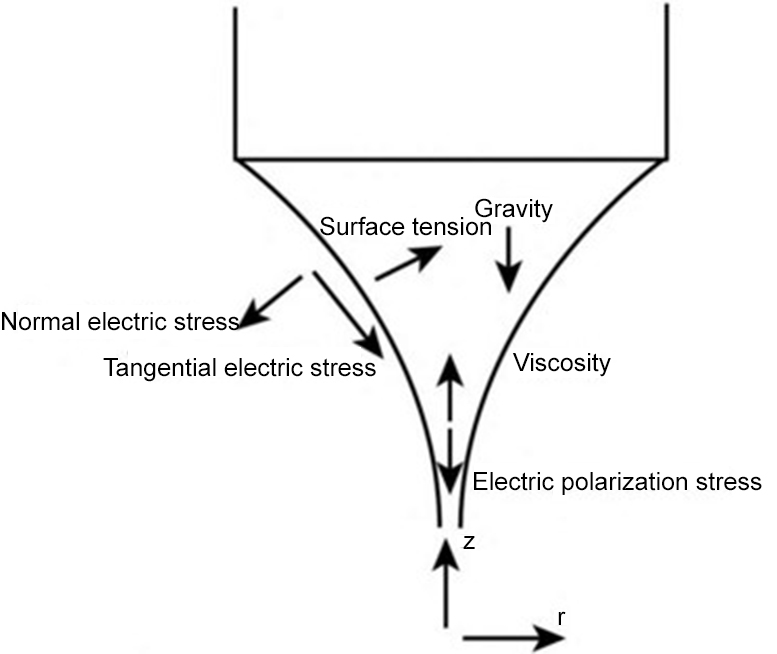 Gravity
Surface tension
Normal electric stress
Tangential electric stress
Viscosity
Electric polarization stress
z
r